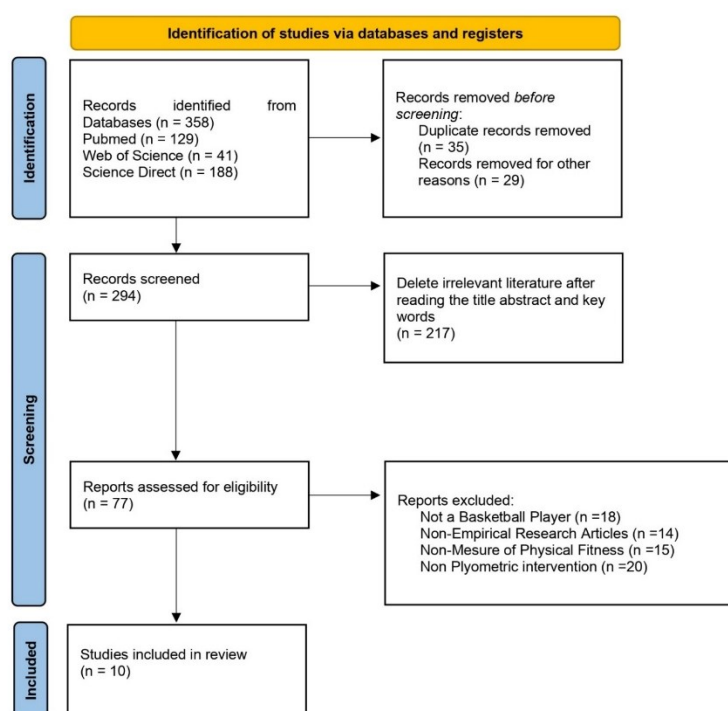 Identification of studies via databases and registers
Identification
Records identified from
Databases (n = 358)
Pubmed (n = 129)
Web of Science (n = 41)
Science Direct (n = 188)
Records removed before
screening:
Duplicate records removed
(n = 35)
Records removed for other
reasons (n = 29)
Screening
Records screened
(n = 294)
Delete irrelevant literature after
reading the title abstract and key
words
(n = 217)
Reports assessed for eligibility
(n = 77)
Reports excluded:
Not a Basketball Player (n =18)
Non-Empirical Research Articles (n =14)
Non-Mesure of Physical Fitness (n =15)
Non Plyometric intervention (n =20)
Included
Studies included in review
(n = 10)